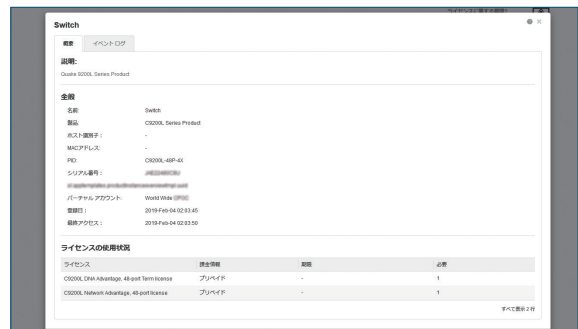 Switch
概要 イベントログ
説明:
Quake 9200L Series Product
全般
名前: Switch
製品: C9200L Series Product
ホスト識別子： -
MACアドレス: -
PID: C9200L-48P-4X
シリアル番号：
バーチャル アカウント: World Wide
登録日： 2019-Feb-04 02:03:45
最終アクセス： 2019-Feb-04 02:03:50
ライセンスの使用状況
ライセンス 課金情報 期限 必要
C9200L DNA Advantage, 48-port Term license プリペイド - 1
C9200L Network Advantage, 48-port license プリペイド - 1
すべて表示 2 行